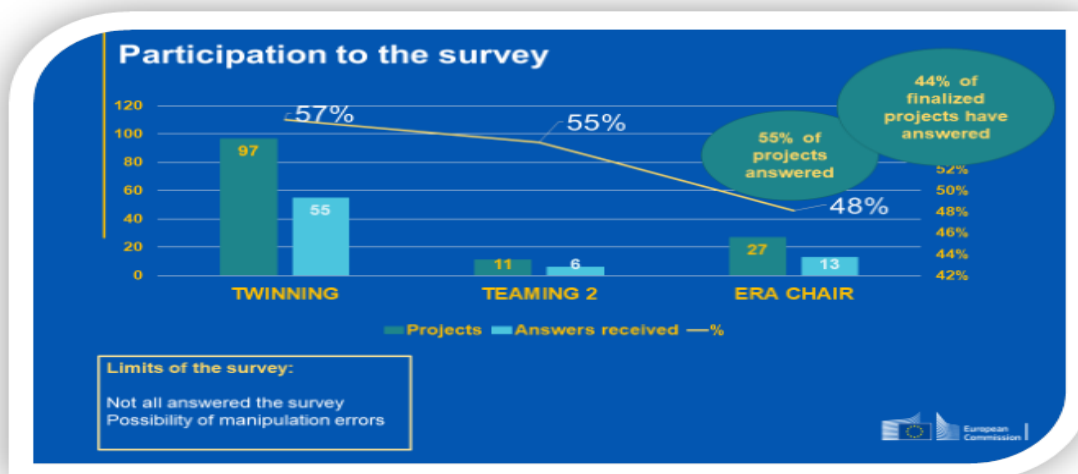 Participation to the survey
44% of
finalized
projects have
answered
55% of
projects
answered
120
100
80
60
40
20
0
57%
55%
48%
97
55
11
6
27
13
52%
50%
48%
46%
44%
42%
TWINNING
TEAMING 2
ERA CHAIR
Projects
Answers received
%
Limits of the survey:
Not all answered the survey
Possibility of manipulation errors
European
Commission